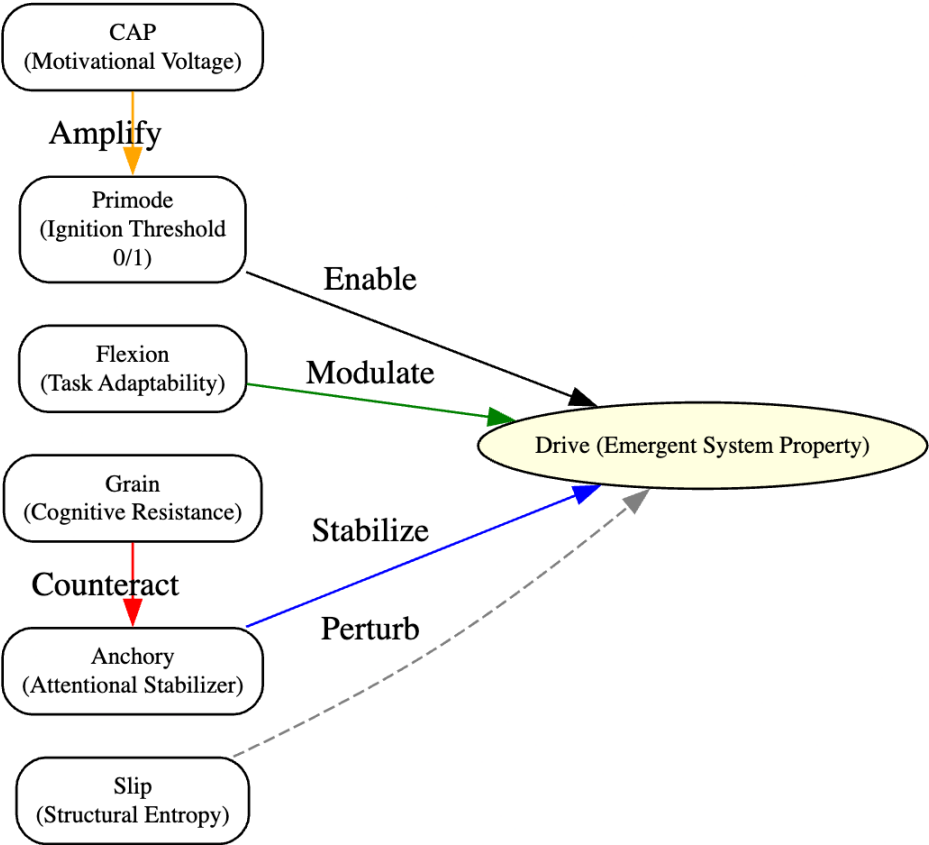 CAP
(Motivational Voltage)
Amplify
Primode
(Ignition Threshold
0/1)
Enable
Flexion
(Task Adaptability)
Modulate
Drive (Emergent System Property)
Grain
(Cognitive Resistance)
Stabilize
Counteract
Perturb
Anchory
(Attentional Stabilizer)
Slip
(Structural Entropy)